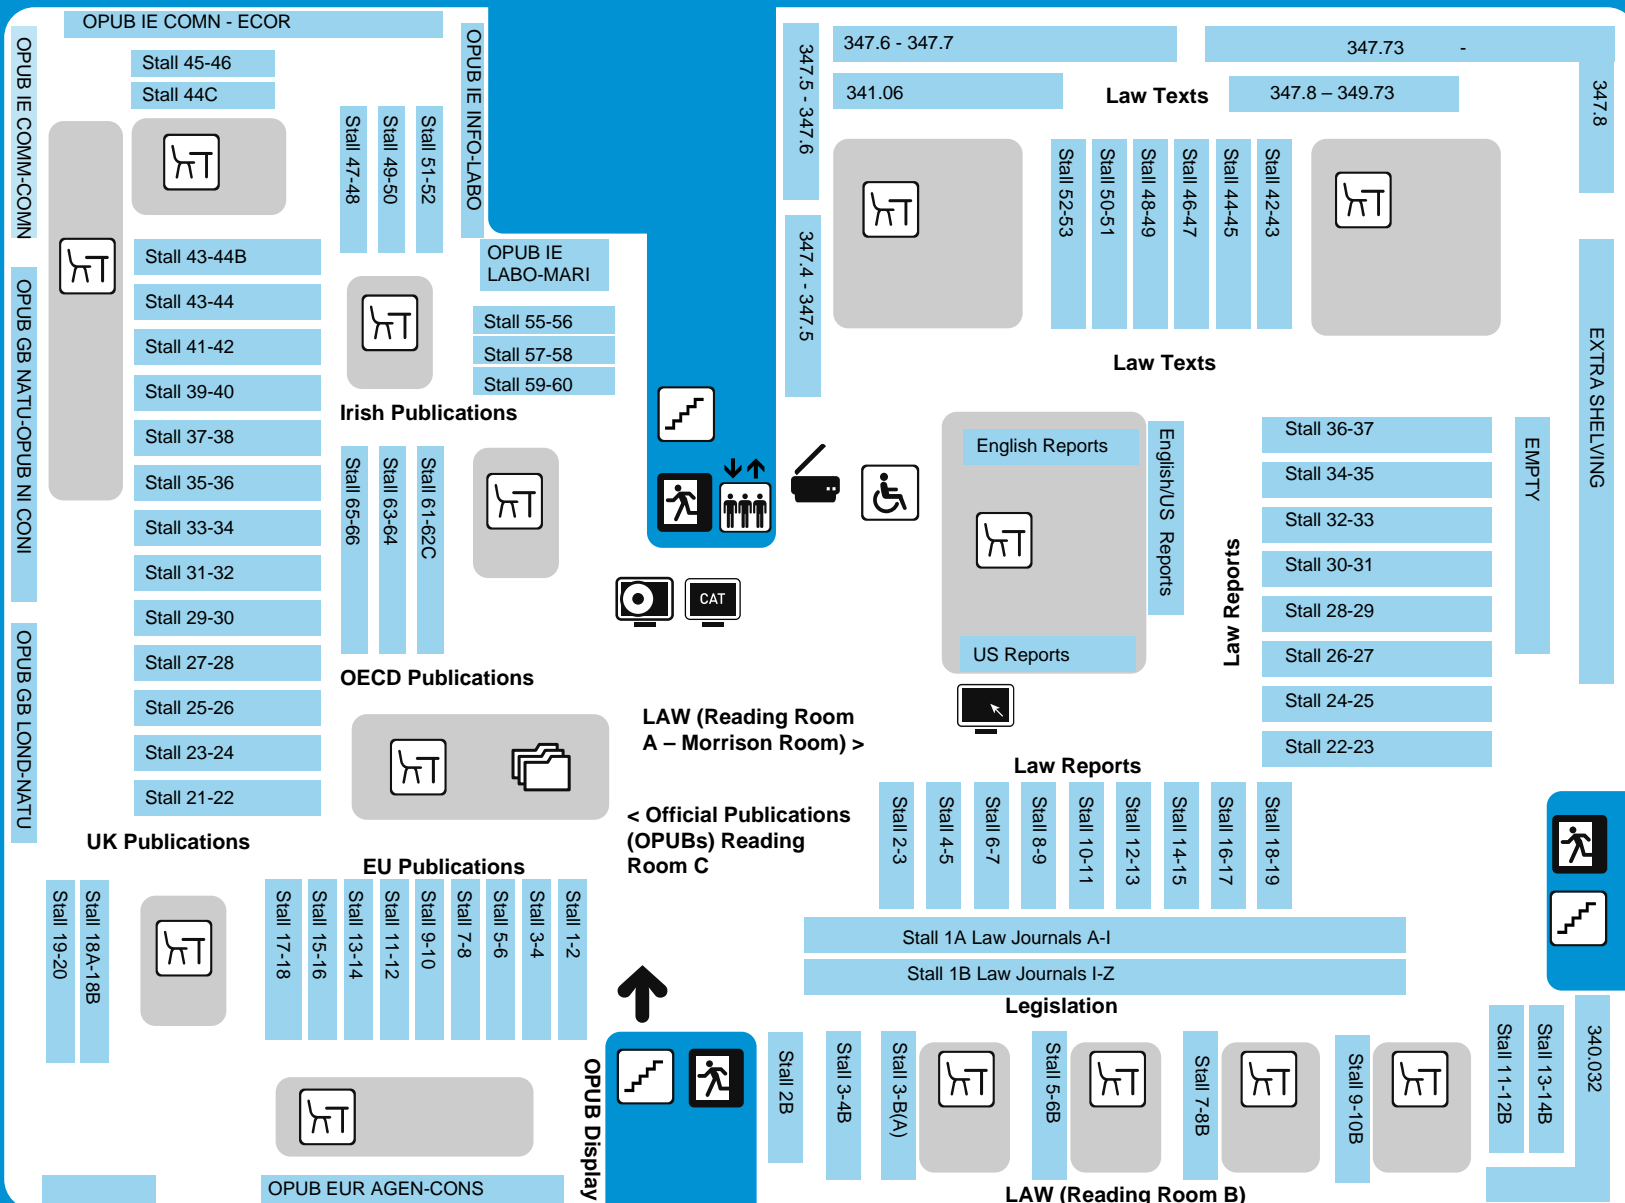 OPUB IE COMN - ECOR
OPUB IE COMM-COMN
Stall 45-46
Stall 44C
Stall 47-48
Stall 49-50
Stall 51-52
OPUB IE INFO-LABO
OPUB IE
LABO-MARI
Stall 55-56
Stall 57-58
Stall 59-60
Irish Publications
OPUB GB NATU-OPUB NI CONI
OPUB GB LOND-NATU
Stall 43-44B
Stall 43-44
Stall 41-42
Stall 39-40
Stall 37-38
Stall 35-36
Stall 33-34
Stall 31-32
Stall 29-30
Stall 27-28
Stall 25-26
Stall 23-24
Stall 21-22
UK Publications
Stall 65-66
Stall 63-64
Stall 61-62C
OECD Publications
CAT
LAW (Reading Room
A – Morrison Room) >
< Official Publications
(OPUBs) Reading
Room C
EU Publications
Stall 19-20
Stall 18A-18B
Stall 17-18
Stall 15-16
Stall 13-14
Stall 11-12
Stall 9-10
Stall 7-8
Stall 5-6
Stall 3-4
Stall 1-2
OPUB Display
OPUB EUR AGEN-CONS
347.5 - 347.6
347.4 - 347.5
347.6 - 347.7
347.73 -
341.06
Law Texts
347.8 – 349.73
347.8
Stall 52-53
Stall 50-51
Stall 48-49
Stall 46-47
Stall 44-45
Stall 42-43
Law Texts
EXTRA SHELVING
EMPTY
English Reports
English/US Reports
US Reports
Law Reports
Stall 36-37
Stall 34-35
Stall 32-33
Stall 30-31
Stall 28-29
Stall 26-27
Stall 24-25
Stall 22-23
Law Reports
Stall 2-3
Stall 4-5
Stall 6-7
Stall 8-9
Stall 10-11
Stall 12-13
Stall 14-15
Stall 16-17
Stall 18-19
Stall 1A Law Journals A-I
Stall 1B Law Journals I-Z
Legislation
Stall 2B
Stall 3-4B
Stall 3-B(A)
Stall 5-6B
Stall 7-8B
Stall 9-10B
Stall 11-12B
Stall 13-14B
340.032
LAW (Reading Room B)